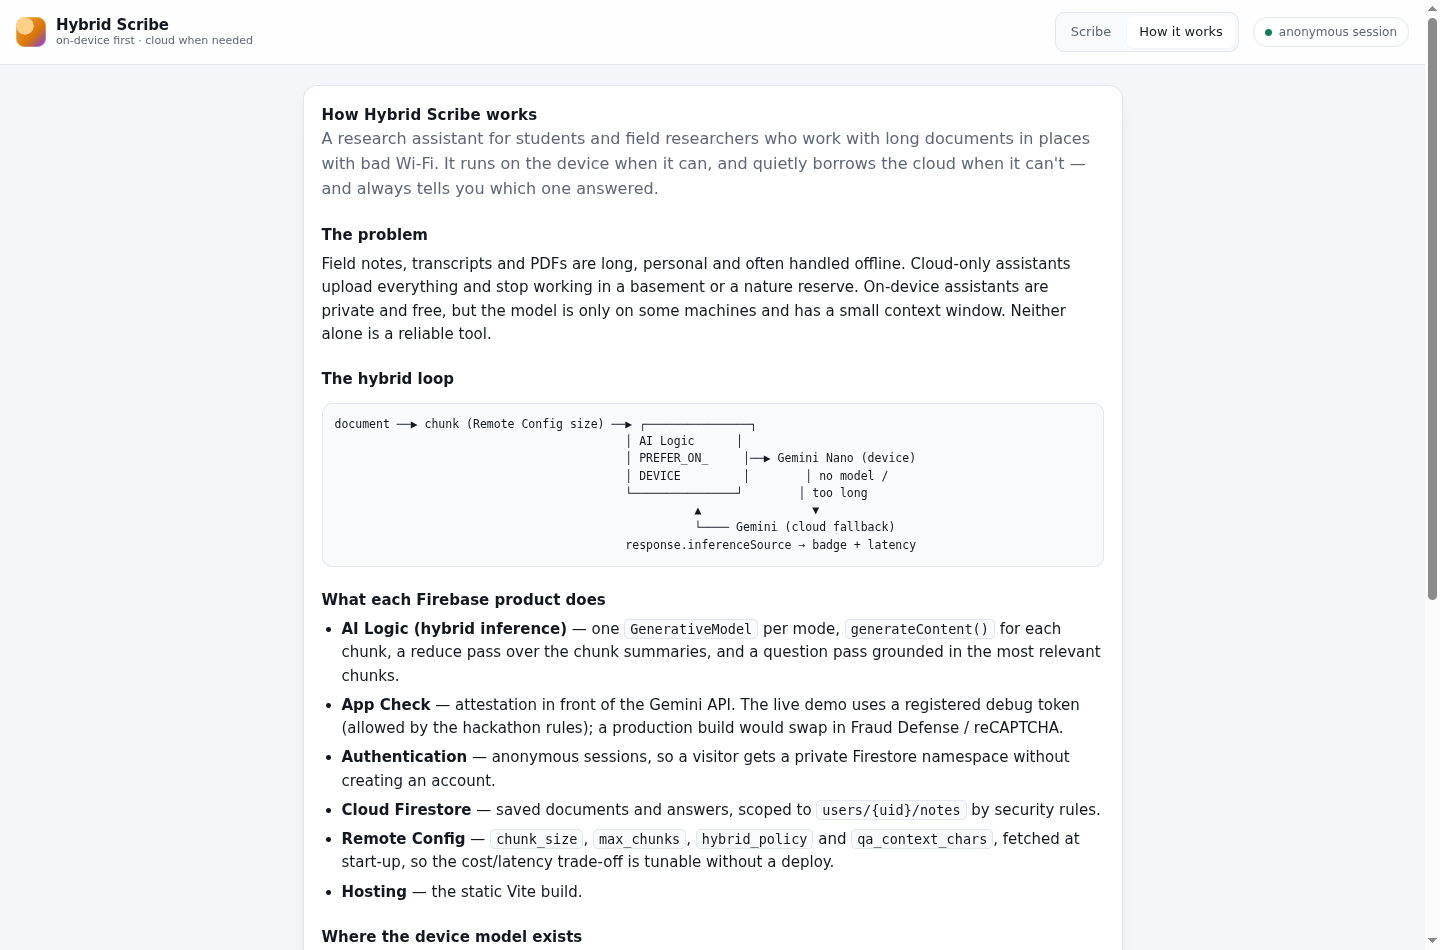 Hybrid Scribe
on-device first · cloud when needed
Scribe
How it works
anonymous session
How Hybrid Scribe works
A research assistant for students and field researchers who work with long documents in places
with bad Wi-Fi. It runs on the device when it can, and quietly borrows the cloud when it can't —
and always tells you which one answered.
The problem
Field notes, transcripts and PDFs are long, personal and often handled offline. Cloud-only assistants
upload everything and stop working in a basement or a nature reserve. On-device assistants are
private and free, but the model is only on some machines and has a small context window. Neither
alone is a reliable tool.
The hybrid loop
document ──▶ chunk (Remote Config size) ──▶ ┌───────────────┐
│ AI Logic │
│ PREFER_ON_ │──▶ Gemini Nano (device)
│ DEVICE │ │ no model /
└───────────────┘ │ too long
▲ ▼
└──── Gemini (cloud fallback)
response.inferenceSource → badge + latency
What each Firebase product does
• AI Logic (hybrid inference) — one GenerativeModel per mode, generateContent() for each
chunk, a reduce pass over the chunk summaries, and a question pass grounded in the most relevant
chunks.
• App Check — attestation in front of the Gemini API. The live demo uses a registered debug token
(allowed by the hackathon rules); a production build would swap in Fraud Defense / reCAPTCHA.
• Authentication — anonymous sessions, so a visitor gets a private Firestore namespace without
creating an account.
• Cloud Firestore — saved documents and answers, scoped to users/{uid}/notes by security rules.
• Remote Config — chunk_size, max_chunks, hybrid_policy and qa_context_chars, fetched at
start-up, so the cost/latency trade-off is tunable without a deploy.
• Hosting — the static Vite build.
Where the device model exists